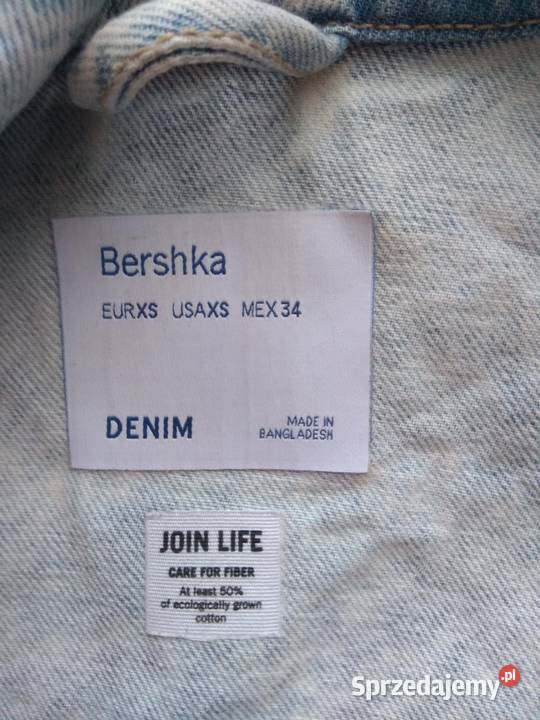 Bershka
EURXS USAXS MEX34
DENIM
MADE IN
BANGLADESH
JOIN LIFE
CARE FOR FIBER
At least 50%
of ecologically grown
cotton
Sprzedajemy.pl